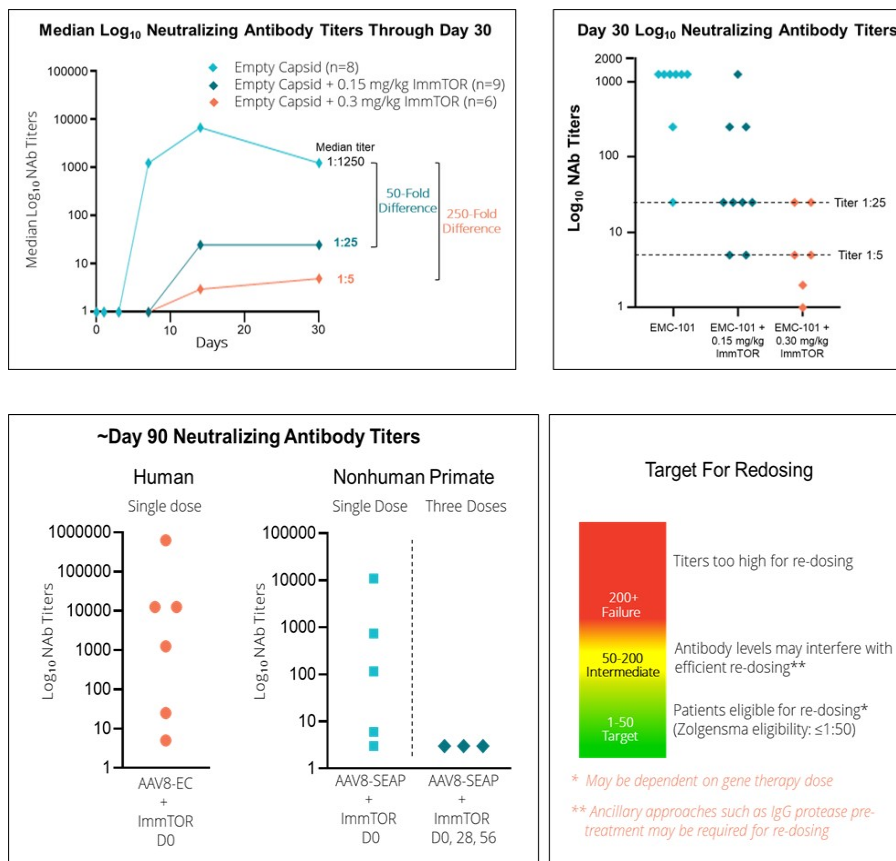 Median Log₁₀ Neutralizing Antibody Titers Through Day 30
Empty Capsid (n=8)
Empty Capsid + 0.15 mg/kg ImmTOR (n=9)
Empty Capsid + 0.3 mg/kg ImmTOR (n=6)
Median Log₁₀ NAb Titers
100000
10000
1000
100
10
1
0
10
20
30
Days
Median titer
1:1250
1:25
1:5
50-Fold
Difference
250-Fold
Difference
Day 30 Log₁₀ Neutralizing Antibody Titers
Log₁₀ NAb Titers
2000
1000
100
10
1
Titer 1:25
Titer 1:5
EMC-101
EMC-101 +
0.15 mg/kg
ImmTOR
EMC-101 +
0.30 mg/kg
ImmTOR
~Day 90 Neutralizing Antibody Titers
Human
Single dose
Log₁₀ NAb Titers
1000000
100000
10000
1000
100
10
1
AAV8-EC
+
ImmTOR
D0
Nonhuman Primate
Single Dose
Three Doses
Log₁₀ NAb Titers
100000
10000
1000
100
10
1
AAV8-SEAP
+
ImmTOR
D0
AAV8-SEAP
+
ImmTOR
D0, 28, 56
Target For Redosing
200+
Failure
50-200
Intermediate
1-50
Target
Titers too high for re-dosing
Antibody levels may interfere with
efficient re-dosing**
Patients eligible for re-dosing*
(Zolgensma eligibility: ≤1:50)
* May be dependent on gene therapy dose
** Ancillary approaches such as IgG protease pre-
treatment may be required for re-dosing